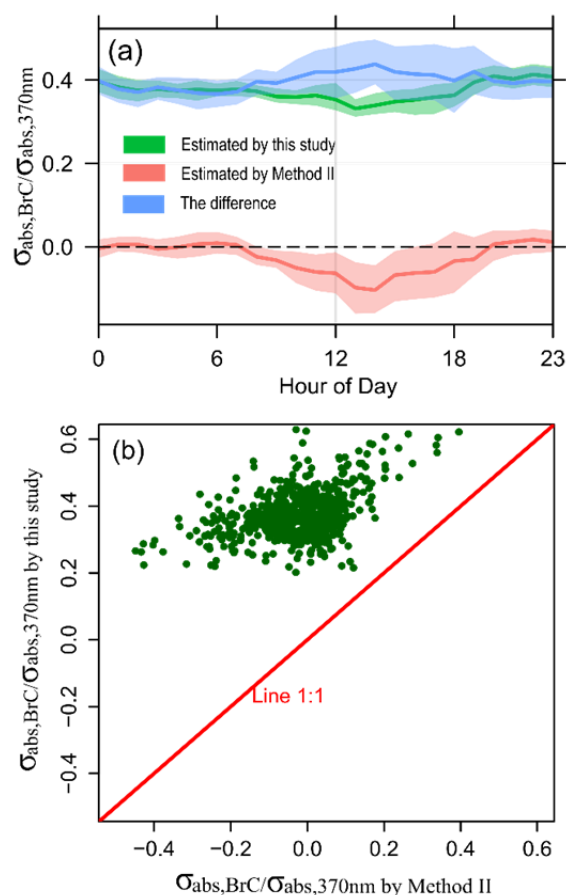 (a)
σabs,BrC/σabs,370nm
0.4
0.2
0.0
Estimated by this study
Estimated by Method II
The difference
0 6 12 18 23
Hour of Day
(b)
σabs,BrC/σabs,370nm by this study
0.6
0.4
0.2
0.0
−0.2
−0.4
Line 1:1
−0.4 −0.2 0.0 0.2 0.4 0.6
σabs,BrC/σabs,370nm by Method II